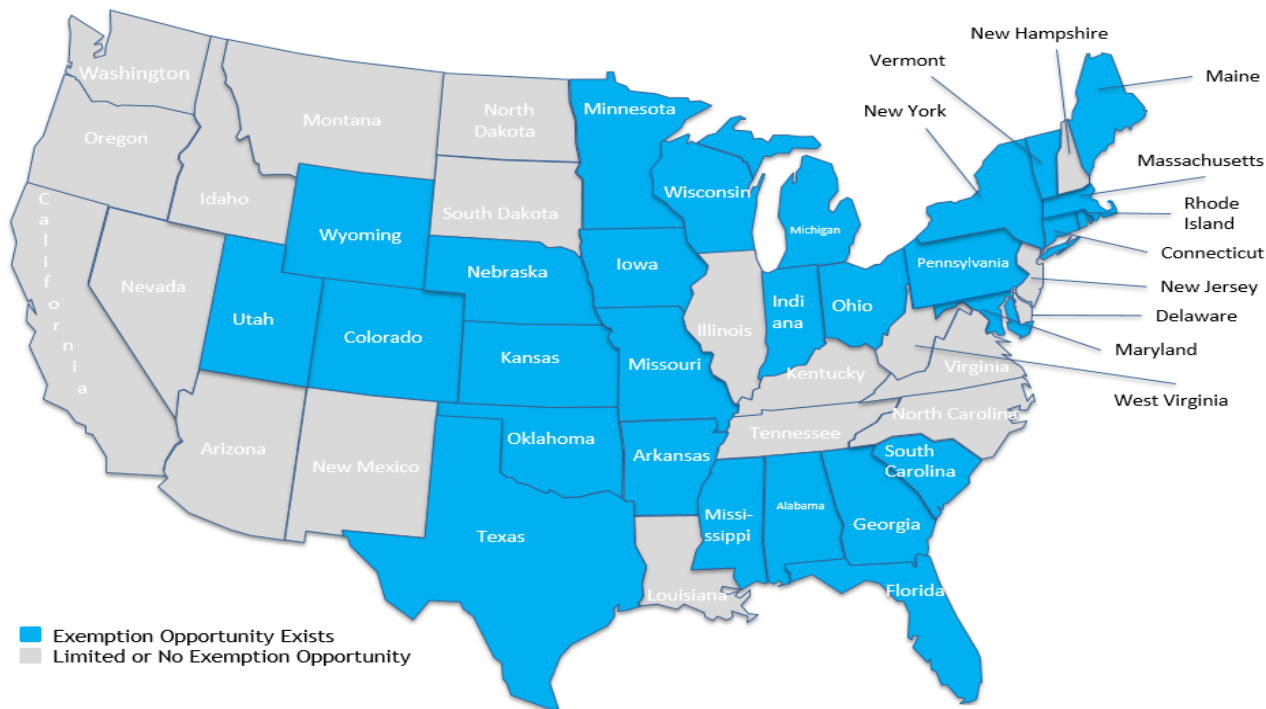 New Hampshire
Vermont
Maine
New York
Washington
Minnesota
North
Dakota
Montana
Oregon
Massachusetts
Wisconsin
Idaho
South Dakota
Rhode
Island
C
a
l
i
f
o
r
n
i
a
Wyoming
Michigan
Connecticut
Pennsylvania
Iowa
Nebraska
Nevada
New Jersey
Indi
ana
Ohio
Utah
Delaware
Illinois
Colorado
Maryland
Kansas
Missouri
Virginia
Kentucky
West Virginia
North Carolina
Tennessee
Oklahoma
Arizona
South
Carolina
Arkansas
New Mexico
Alabama
Missi-
ssippi
Georgia
Texas
Florida
Louisiana
Exemption Opportunity Exists
Limited or No Exemption Opportunity